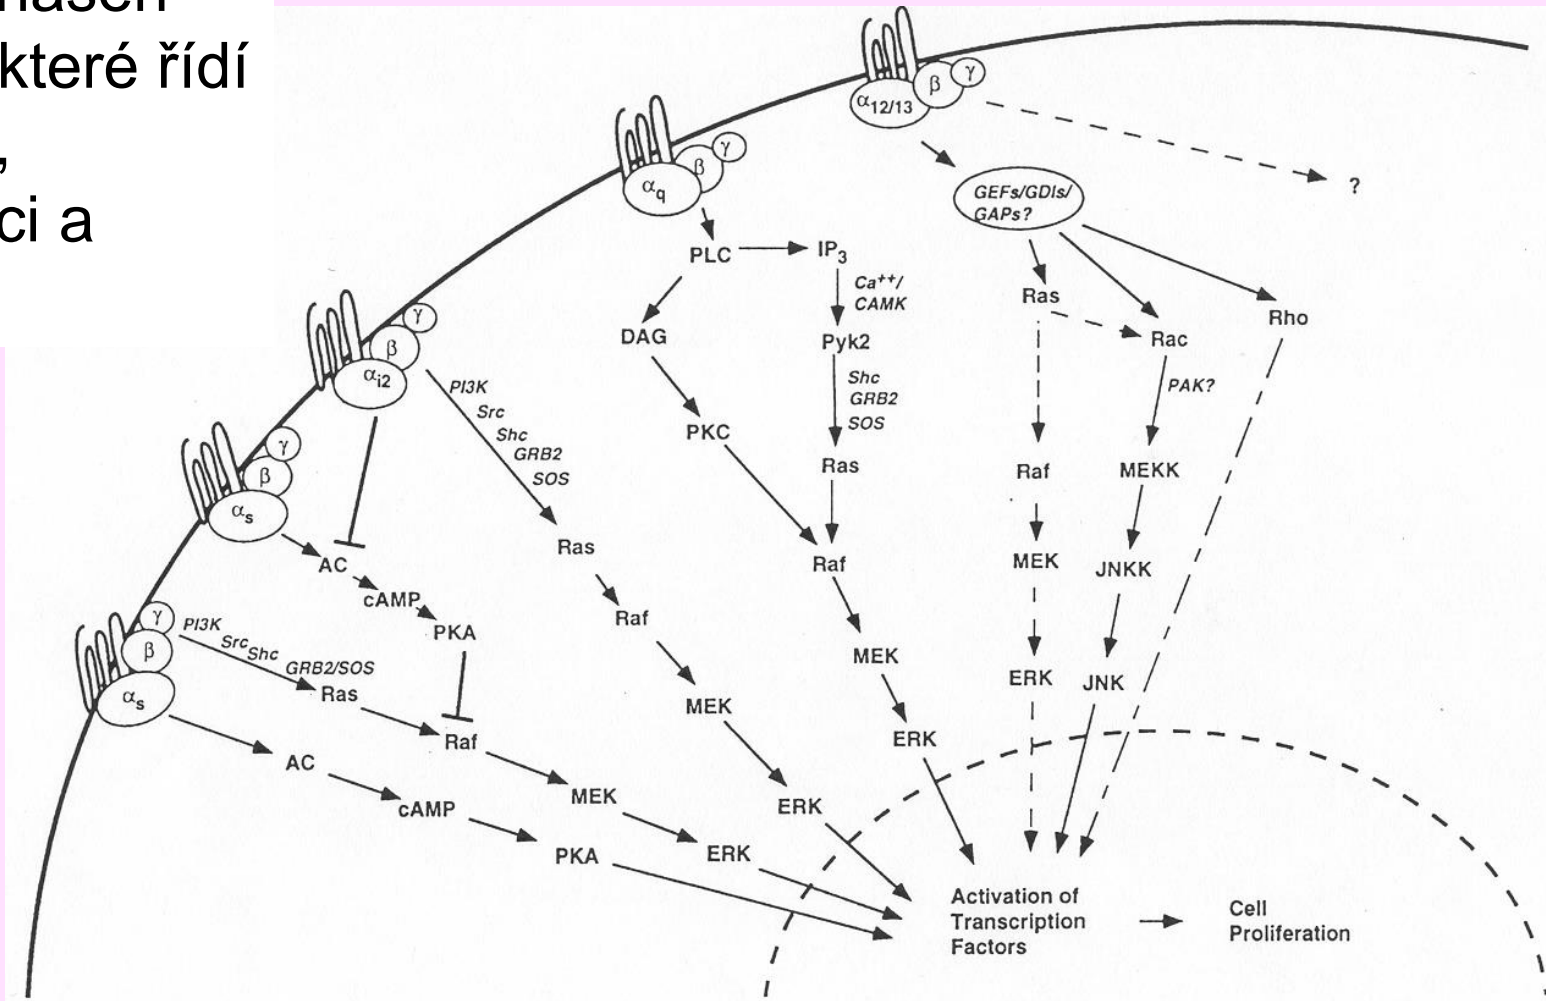 které řídí
,
ci a
α12/13
β
γ
αq
β
γ
GEFs/GDIs/
GAPs?
?
PLC
IP3
Ca++/
CAMK
Ras
Rac
Rho
DAG
Pyk2
αi2
β
γ
PI3K
Src
Shc
GRB2
SOS
Shc
GRB2
SOS
PAK?
PKC
Ras
Raf
MEKK
αs
β
γ
AC
cAMP
PKA
Ras
Raf
MEK
JNKK
Raf
MEK
ERK
JNK
αs
β
γ
PI3K
Src
Shc
GRB2/SOS
Ras
Raf
MEK
ERK
AC
cAMP
PKA
MEK
ERK
ERK
Activation of
Transcription
Factors
Cell
Proliferation